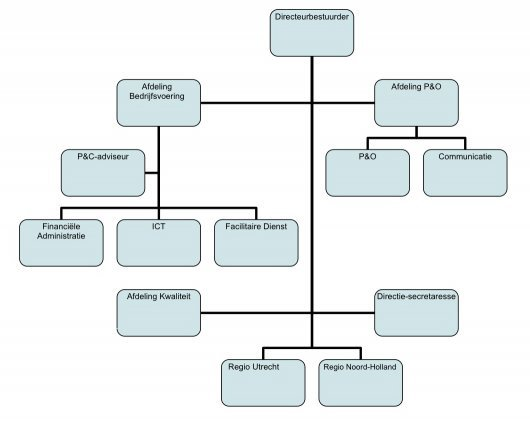 Directeurbestuurder
Afdeling
Bedrijfsvoering
Afdeling P&O
P&C-adviseur
P&O
Communicatie
Financiële
Administratie
ICT
Facilitaire Dienst
Afdeling Kwaliteit
Directie-secretaresse
Regio Utrecht
Regio Noord-Holland